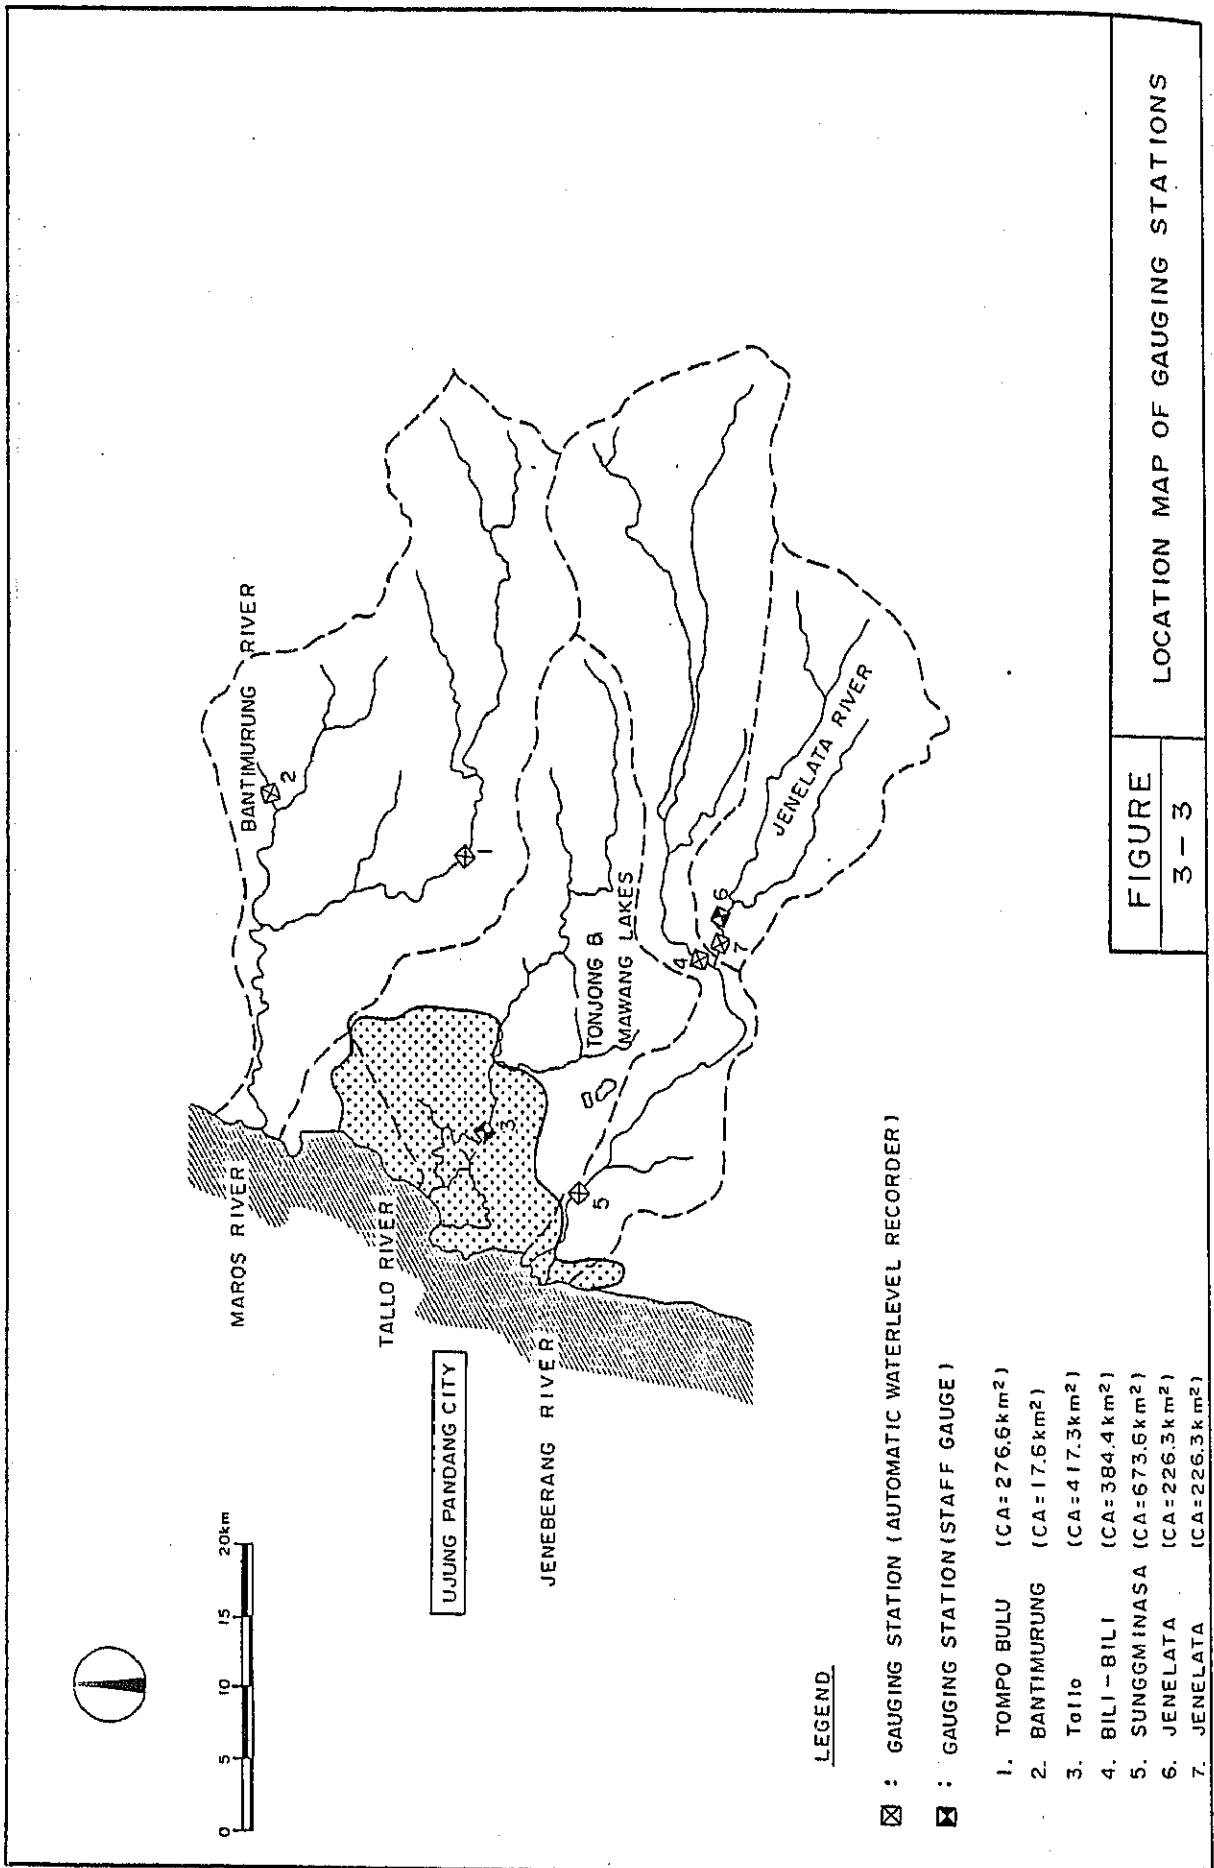 BANTIMURUNG RIVER
2
1
MAROS RIVER
TALLO RIVER
3
UJUNG PANDANG CITY
TONJONG &
MAWANG LAKES
JENEBERANG RIVER
5
4
6
7
JENELATA RIVER
0 5 10 15 20km
LEGEND
: GAUGING STATION (AUTOMATIC WATERLEVEL RECORDER)
: GAUGING STATION (STAFF GAUGE)
1. TOMPO BULU (CA=276.6km²)
2. BANTIMURUNG (CA=17.6km²)
3. Tallo (CA=417.3km²)
4. BILI-BILI (CA=384.4km²)
5. SUNGGMINASA (CA=673.6km²)
6. JENELATA (CA=226.3km²)
7. JENELATA (CA=226.3km²)
FIGURE
3-3
LOCATION MAP OF GAUGING STATIONS